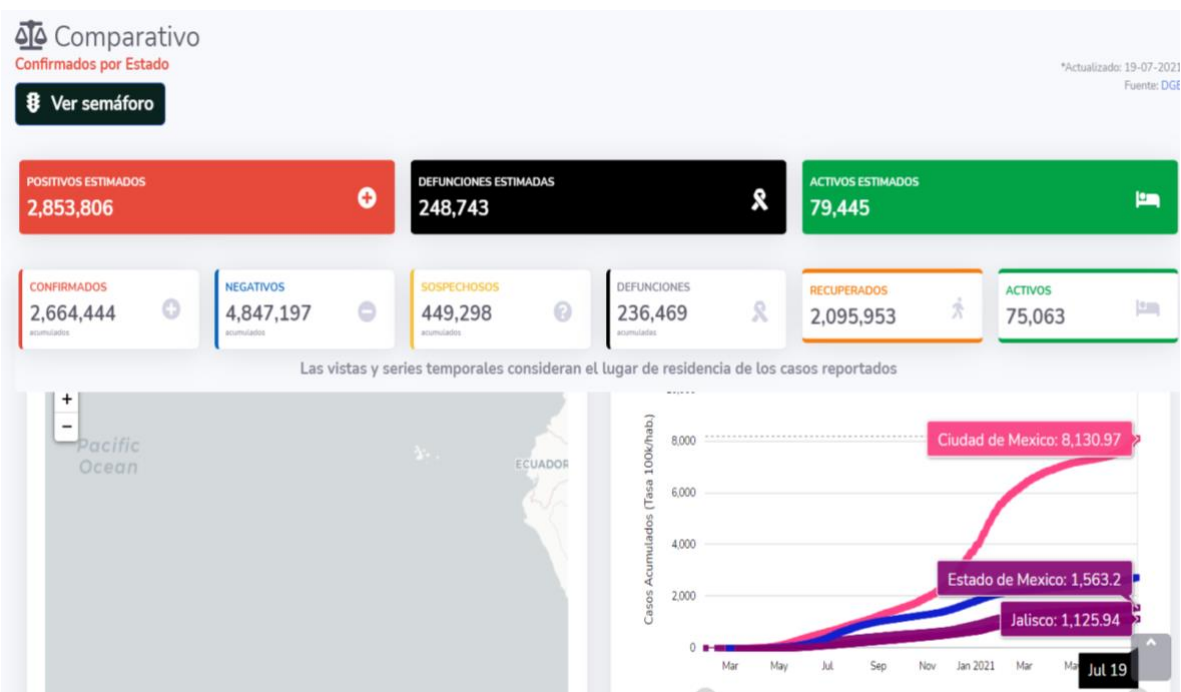 Comparativo
Confirmados por Estado
Ver semáforo
*Actualizado: 19-07-2021
Fuente: DGE
POSITIVOS ESTIMADOS
2,853,806
DEFUNCIONES ESTIMADAS
248,743
ACTIVOS ESTIMADOS
79,445
CONFIRMADOS
2,664,444
acumulados
NEGATIVOS
4,847,197
acumulados
SOSPECHOSOS
449,298
acumulados
DEFUNCIONES
236,469
acumuladas
RECUPERADOS
2,095,953
ACTIVOS
75,063
Las vistas y series temporales consideran el lugar de residencia de los casos reportados
+
−
Pacific
Ocean
ECUADOR
Casos Acumulados (Tasa 100k/hab.)
8,000
6,000
4,000
2,000
0
Ciudad de Mexico: 8,130.97
Estado de Mexico: 1,563.2
Jalisco: 1,125.94
Mar May Jul Sep Nov Jan 2021 Mar Ma
Jul 19